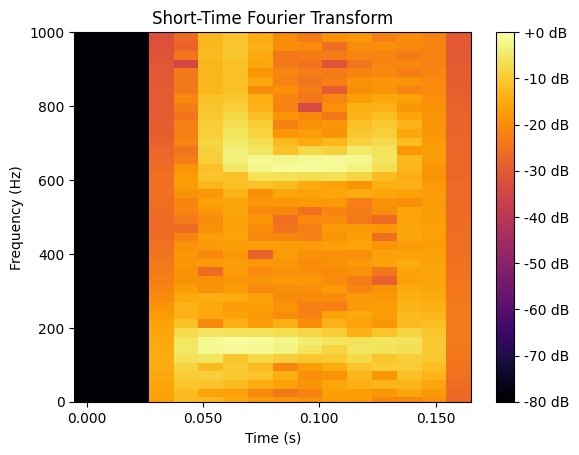 Short-Time Fourier Transform
1000
800
600
400
200
0
Frequency (Hz)
0.000
0.050
0.100
0.150
Time (s)
+0 dB
-10 dB
-20 dB
-30 dB
-40 dB
-50 dB
-60 dB
-70 dB
-80 dB